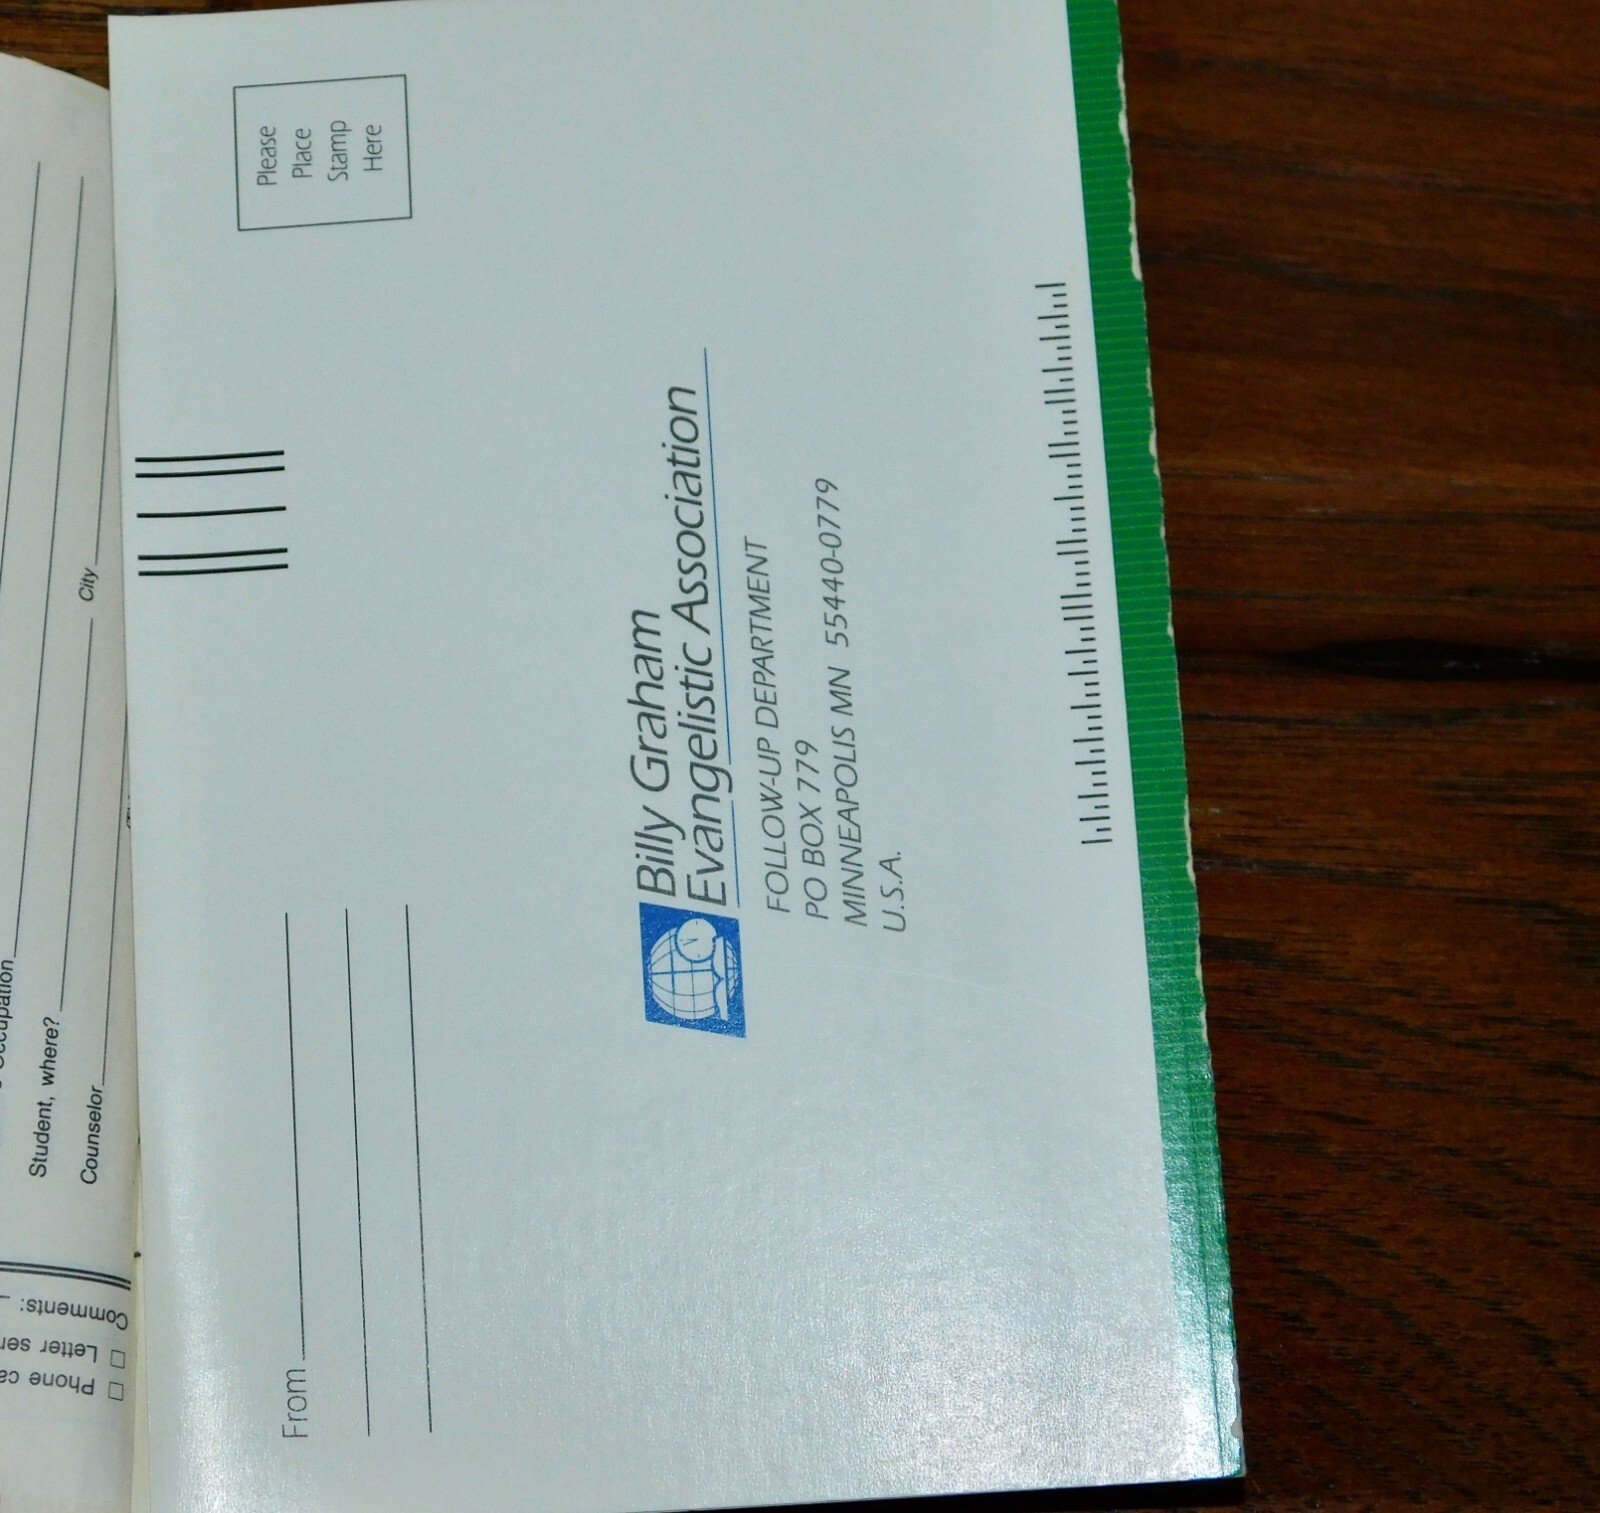 Please
Place
Stamp
Here
From
Billy Graham
Evangelistic Association
FOLLOW-UP DEPARTMENT
PO BOX 779
MINNEAPOLIS MN 55440-0779
U.S.A.
Student, where? City
Counselor
Comments:
Letter
Phone